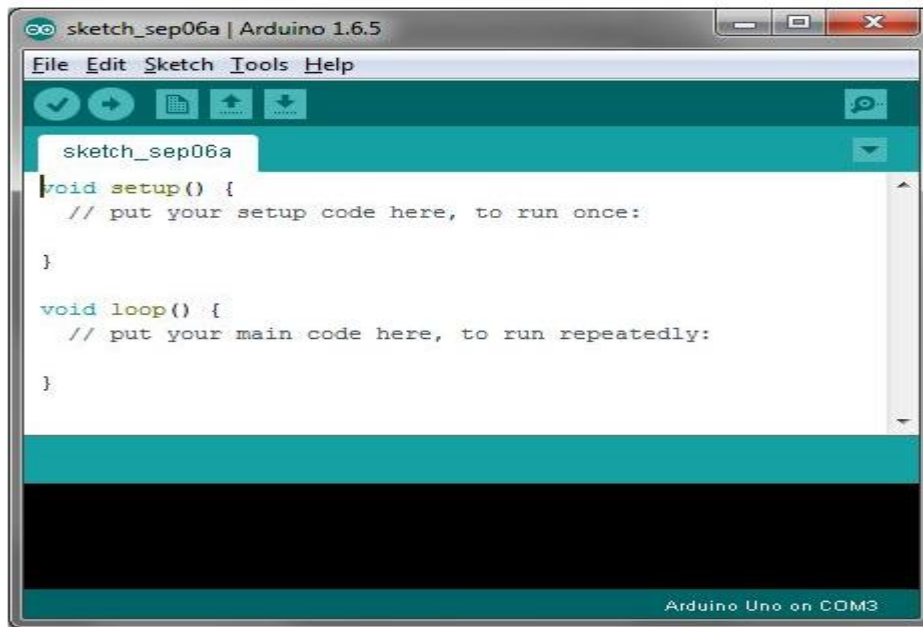 sketch_sep06a | Arduino 1.6.5
File Edit Sketch Tools Help
sketch_sep06a
void setup() {
  // put your setup code here, to run once:
}
void loop() {
  // put your main code here, to run repeatedly:
}
Arduino Uno on COM3